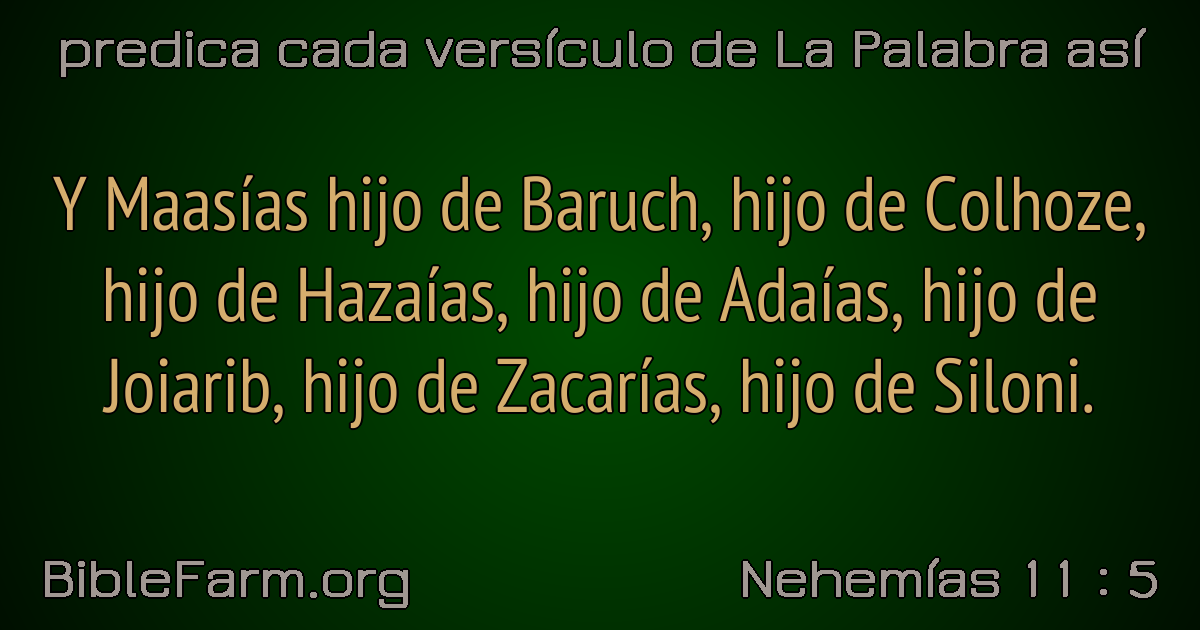 predica cada versículo de La Palabra así
Y Maasías hijo de Baruch, hijo de Colhoze,
hijo de Hazaías, hijo de Adaías, hijo de
Joiarib, hijo de Zacarías, hijo de Siloni.
BibleFarm.org
Nehemías 11 : 5